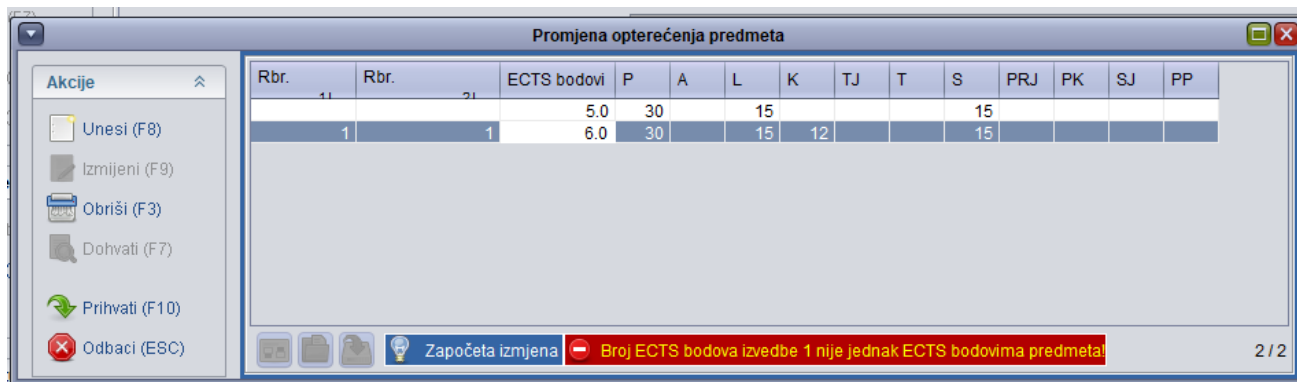 Promjena opterećenja predmeta
Akcije
Unesi (F8)
Izmijeni (F9)
Obriši (F3)
Dohvati (F7)
Prihvati (F10)
Odbaci (ESC)
Rbr. Rbr. ECTS bodovi P A L K TJ T S PRJ PK SJ PP
5.0 30 15 15
1 1 6.0 30 15 12 15
Započeta izmjena Broj ECTS bodova izvedbe 1 nije jednak ECTS bodovima predmeta! 2/2